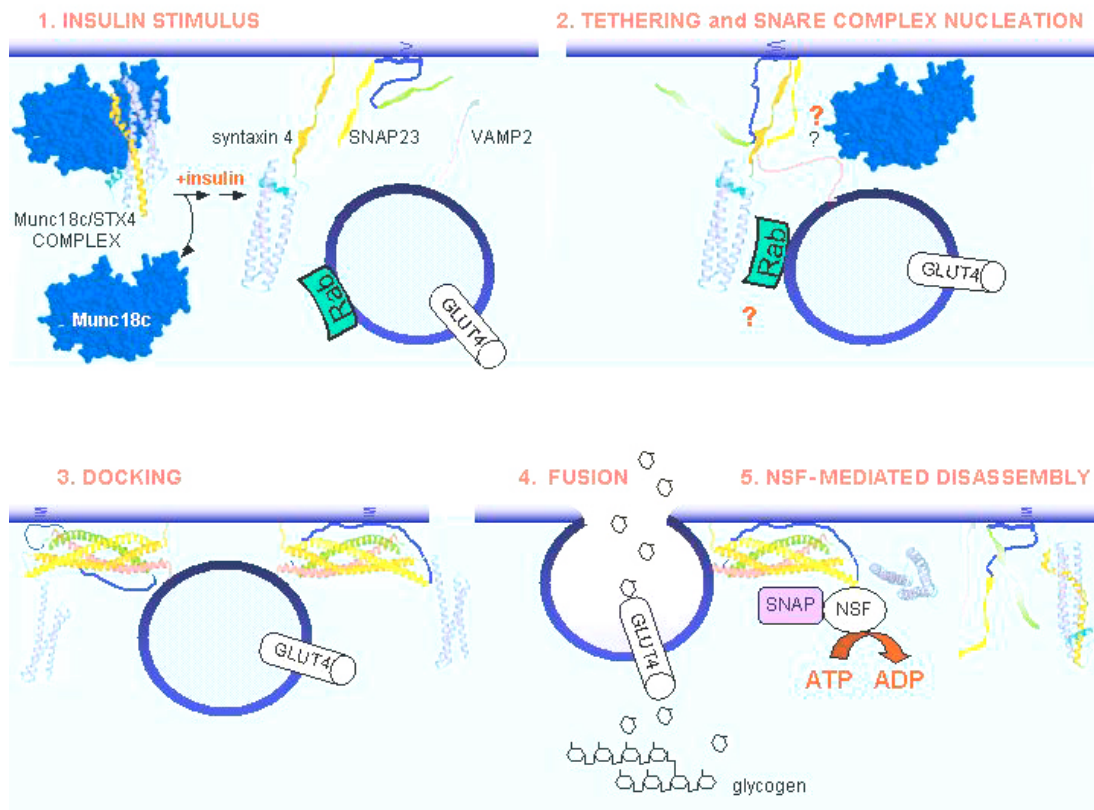 1. INSULIN STIMULUS
2. TETHERING and SNARE COMPLEX NUCLEATION
syntaxin 4
SNAP23
VAMP2
+insulin
Munc18c/STX4
COMPLEX
Munc18c
Rab
GLUT4
?
?
Rab
GLUT4
?
3. DOCKING
4. FUSION
5. NSF-MEDIATED DISASSEMBLY
GLUT4
GLUT4
SNAP
NSF
ATP ADP
glycogen